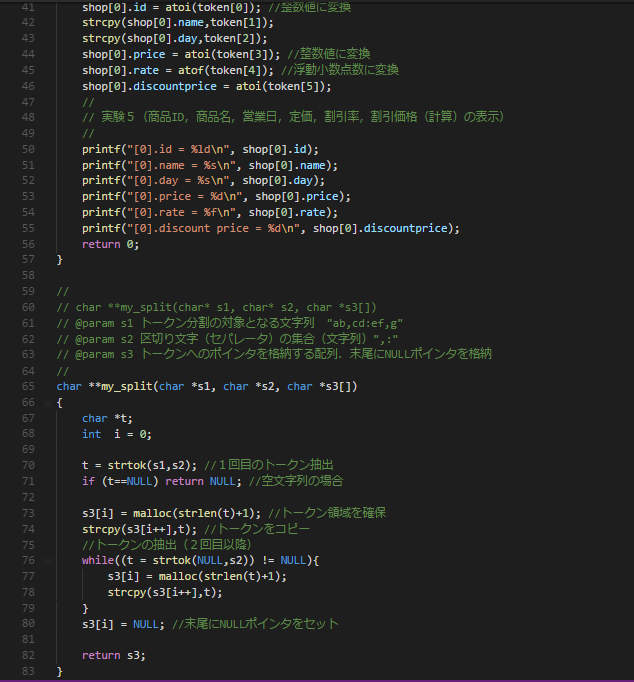 41 shop[0].id = atoi(token[0]); //整数値に変換
42 strcpy(shop[0].name,token[1]);
43 strcpy(shop[0].day,token[2]);
44 shop[0].price = atoi(token[3]); //整数値に変換
45 shop[0].rate = atof(token[4]); //浮動小数点数に変換
46 shop[0].discountprice = atoi(token[5]);
47 //
48 // 実験５（商品ID，商品名，営業日，定価，割引率，割引価格（計算）の表示）
49 //
50 printf("[0].id = %ld\n", shop[0].id);
51 printf("[0].name = %s\n", shop[0].name);
52 printf("[0].day = %s\n", shop[0].day);
53 printf("[0].price = %d\n", shop[0].price);
54 printf("[0].rate = %f\n", shop[0].rate);
55 printf("[0].discount price = %d\n", shop[0].discountprice);
56 return 0;
57 }
58
59 //
60 // char **my_split(char* s1, char* s2, char *s3[])
61 // @param s1 トークン分割の対象となる文字列　"ab,cd:ef,g"
62 // @param s2 区切り文字（セパレータ）の集合（文字列）",:"
63 // @param s3 トークンへのポインタを格納する配列．末尾にNULLポインタを格納
64 //
65 char **my_split(char *s1, char *s2, char *s3[])
66 {
67 char *t;
68 int  i = 0;
69
70 t = strtok(s1,s2); //１回目のトークン抽出
71 if (t==NULL) return NULL; //空文字列の場合
72
73 s3[i] = malloc(strlen(t)+1); //トークン領域を確保
74 strcpy(s3[i++],t); //トークンをコピー
75 //トークンの抽出（２回目以降）
76 while((t = strtok(NULL,s2)) != NULL){
77 s3[i] = malloc(strlen(t)+1);
78 strcpy(s3[i++],t);
79 }
80 s3[i] = NULL; //末尾にNULLポインタをセット
81
82 return s3;
83 }